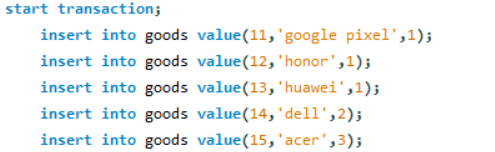 start transaction;
insert into goods value(11,'google pixel',1);
insert into goods value(12,'honor',1);
insert into goods value(13,'huawei',1);
insert into goods value(14,'dell',2);
insert into goods value(15,'acer',3);